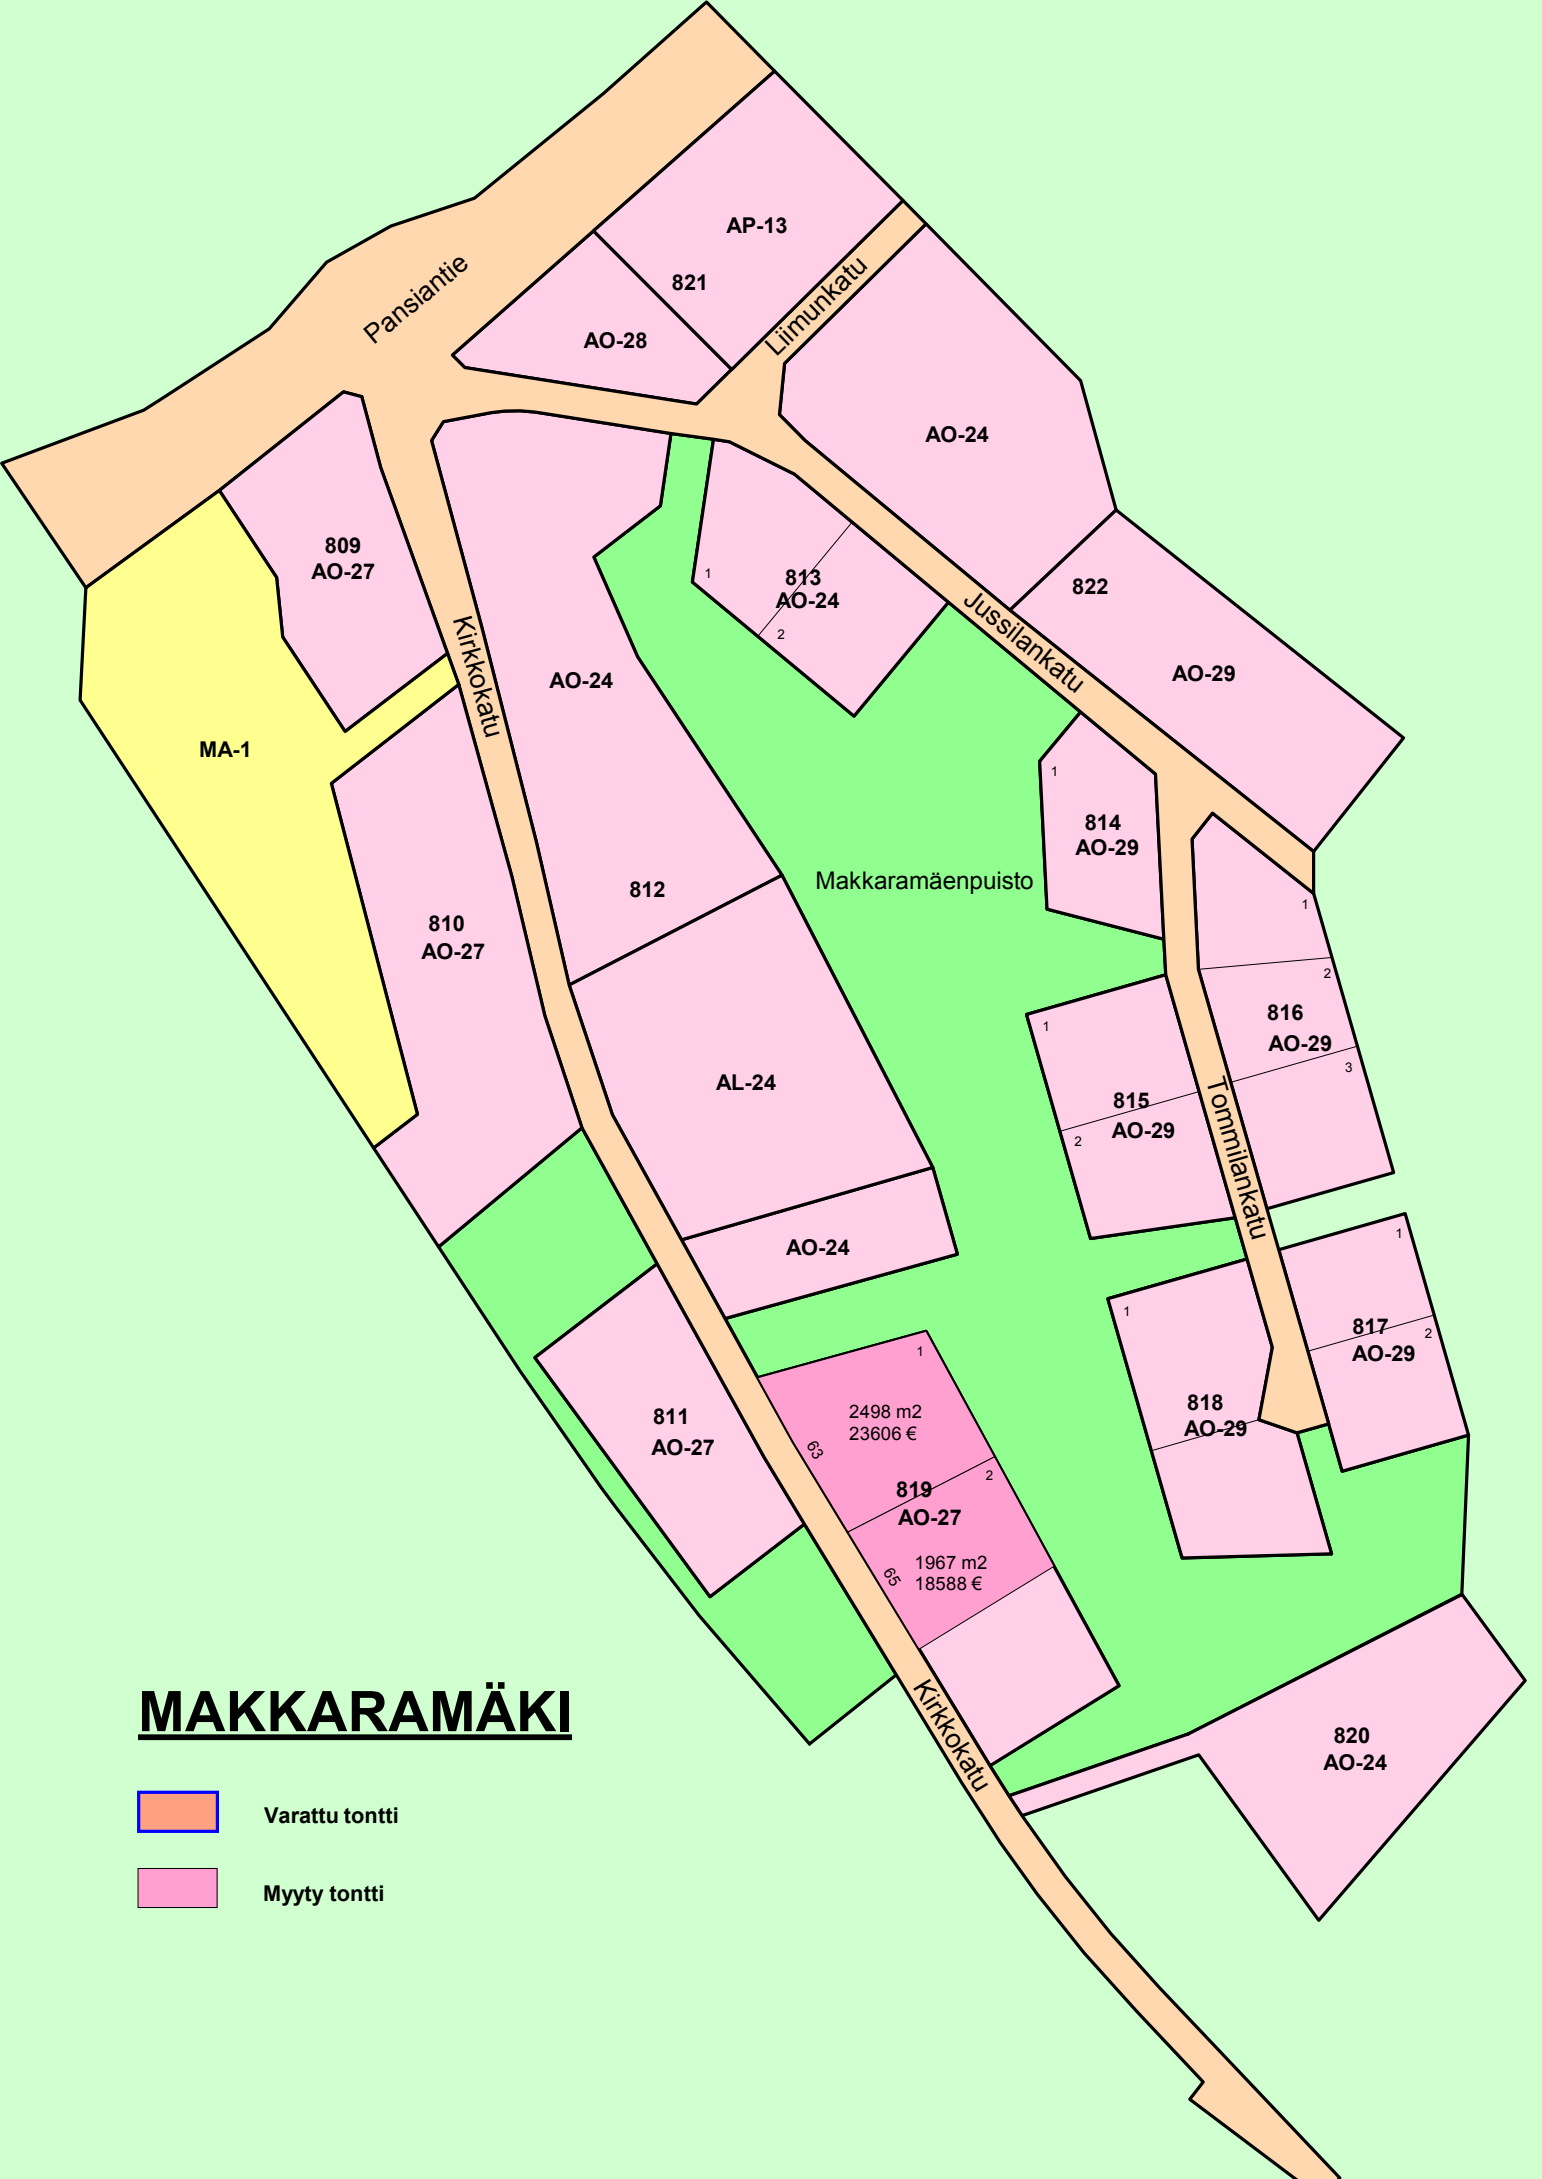 AP-13
821
Pansiantie
Liimunkatu
AO-28
AO-24
809
AO-27
1
813
AO-24
2
822
Jussilankatu
Kirkkokatu
AO-24
AO-29
MA-1
1
814
AO-29
Makkaramäenpuisto
812
810
AO-27
1
2
816
AO-29
3
1
815
AO-29
2
AL-24
Tommilankatu
AO-24
1
817
2
AO-29
1
818
AO-29
811
AO-27
1
2498 m2
23606 €
63
2
819
AO-27
1967 m2
18588 €
65
Kirkkokatu
820
AO-24
MAKKARAMÄKI
Varattu tontti
Myyty tontti